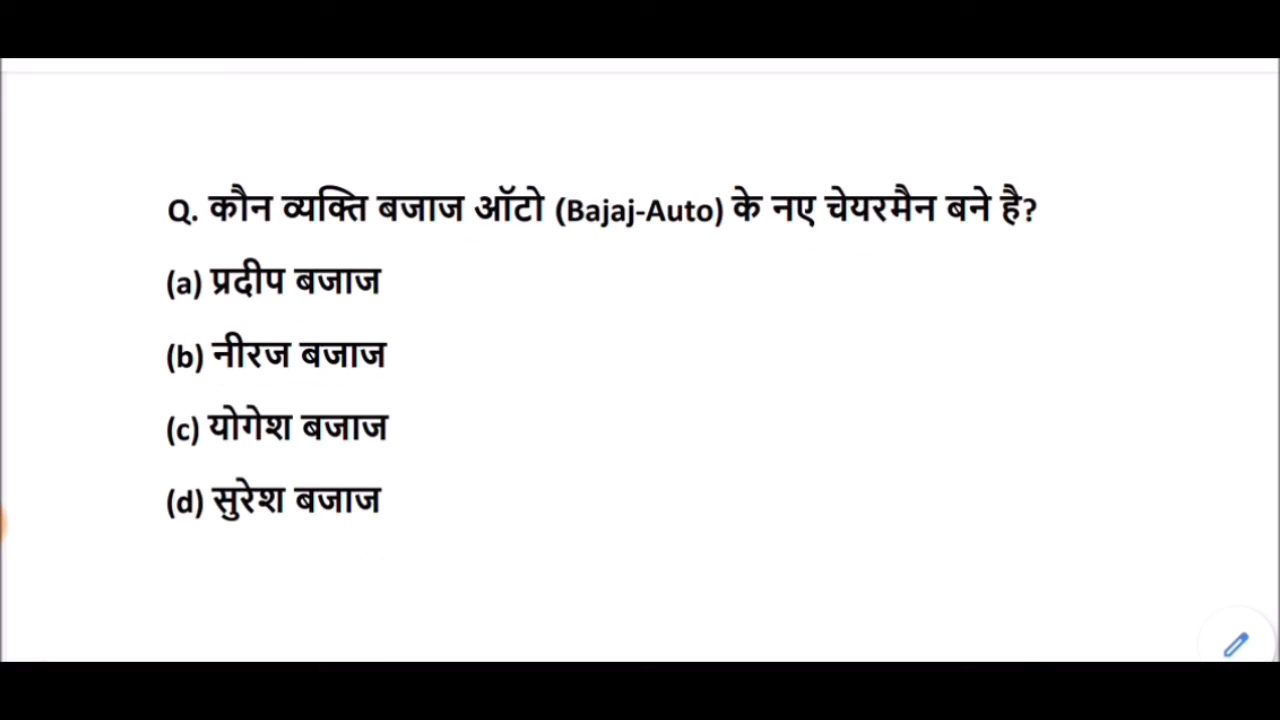 Q. कौन व्यक्ति बजाज ऑटो (Bajaj-Auto) के नए चेयरमैन बने है?
(a) प्रदीप बजाज
(b) नीरज बजाज
(c) योगेश बजाज
(d) सुरेश बजाज